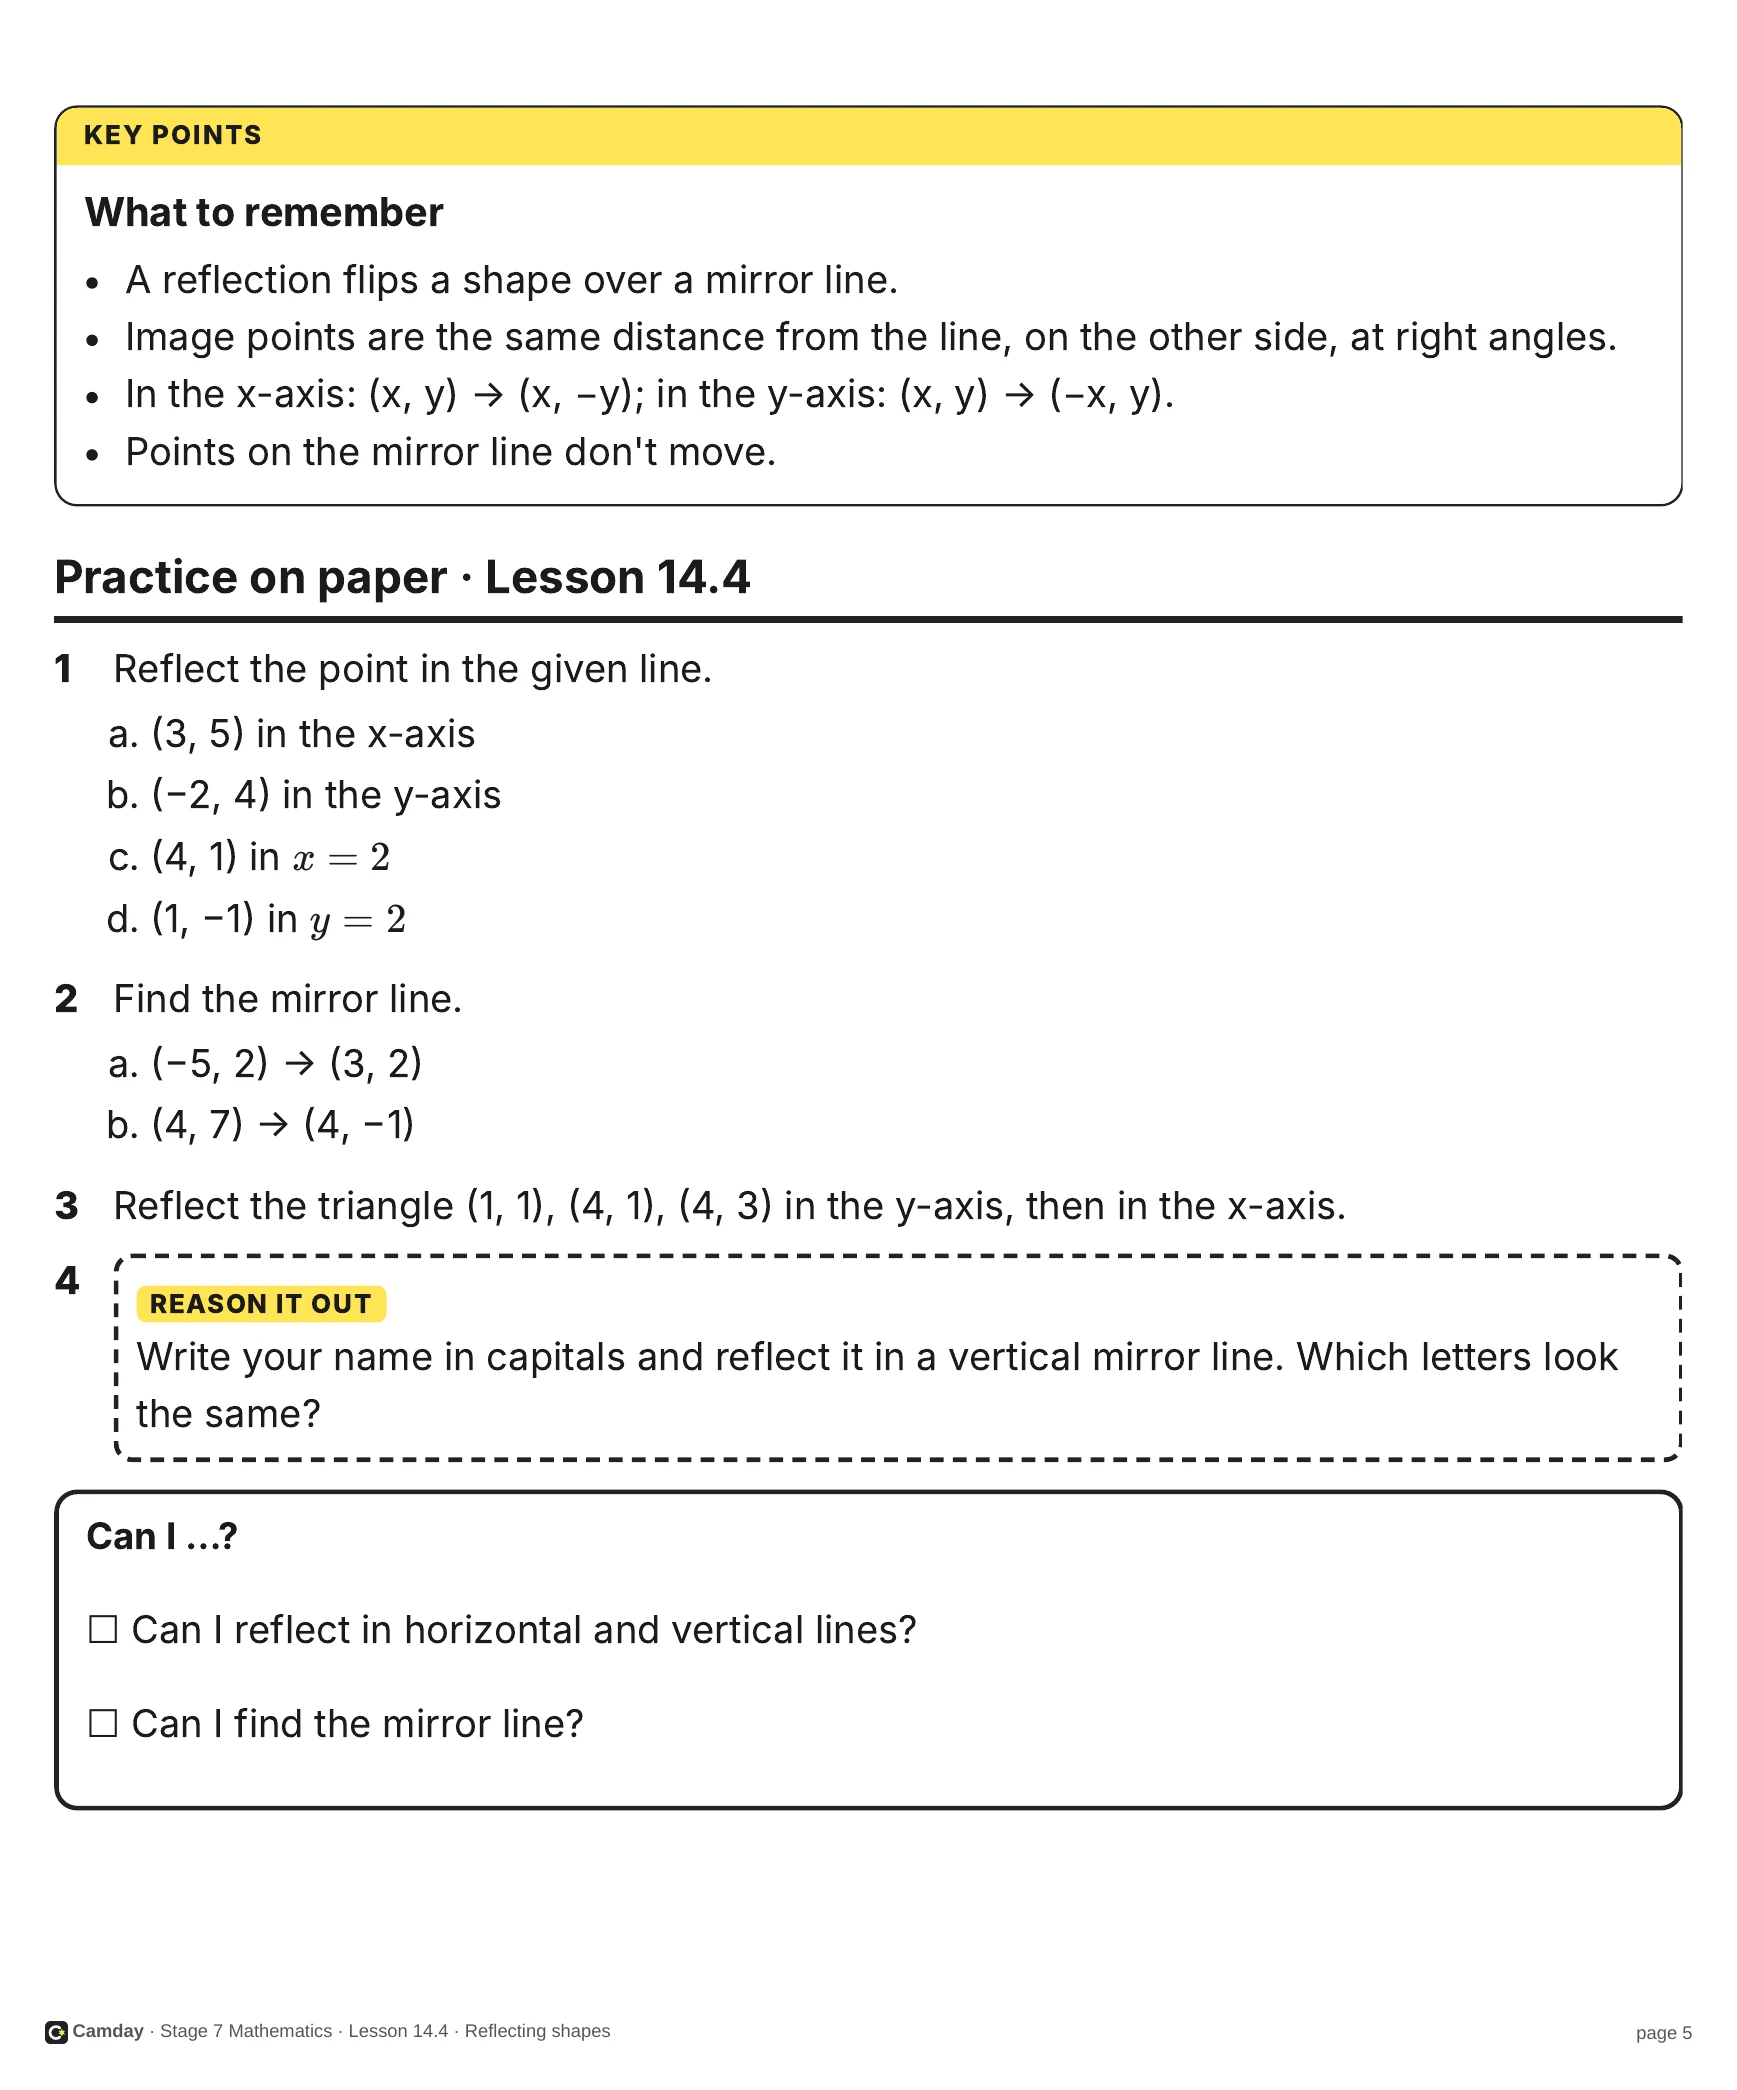 KEY POINTS
What to remember
• A reflection flips a shape over a mirror line.
• Image points are the same distance from the line, on the other side, at right angles.
• In the x-axis: (x, y) → (x, −y); in the y-axis: (x, y) → (−x, y).
• Points on the mirror line don't move.
Practice on paper · Lesson 14.4
1 Reflect the point in the given line.
a. (3, 5) in the x-axis
b. (−2, 4) in the y-axis
c. (4, 1) in x = 2
d. (1, −1) in y = 2
2 Find the mirror line.
a. (−5, 2) → (3, 2)
b. (4, 7) → (4, −1)
3 Reflect the triangle (1, 1), (4, 1), (4, 3) in the y-axis, then in the x-axis.
4 REASON IT OUT
Write your name in capitals and reflect it in a vertical mirror line. Which letters look
the same?
Can I …?
☐ Can I reflect in horizontal and vertical lines?
☐ Can I find the mirror line?
Camday · Stage 7 Mathematics · Lesson 14.4 · Reflecting shapes page 5